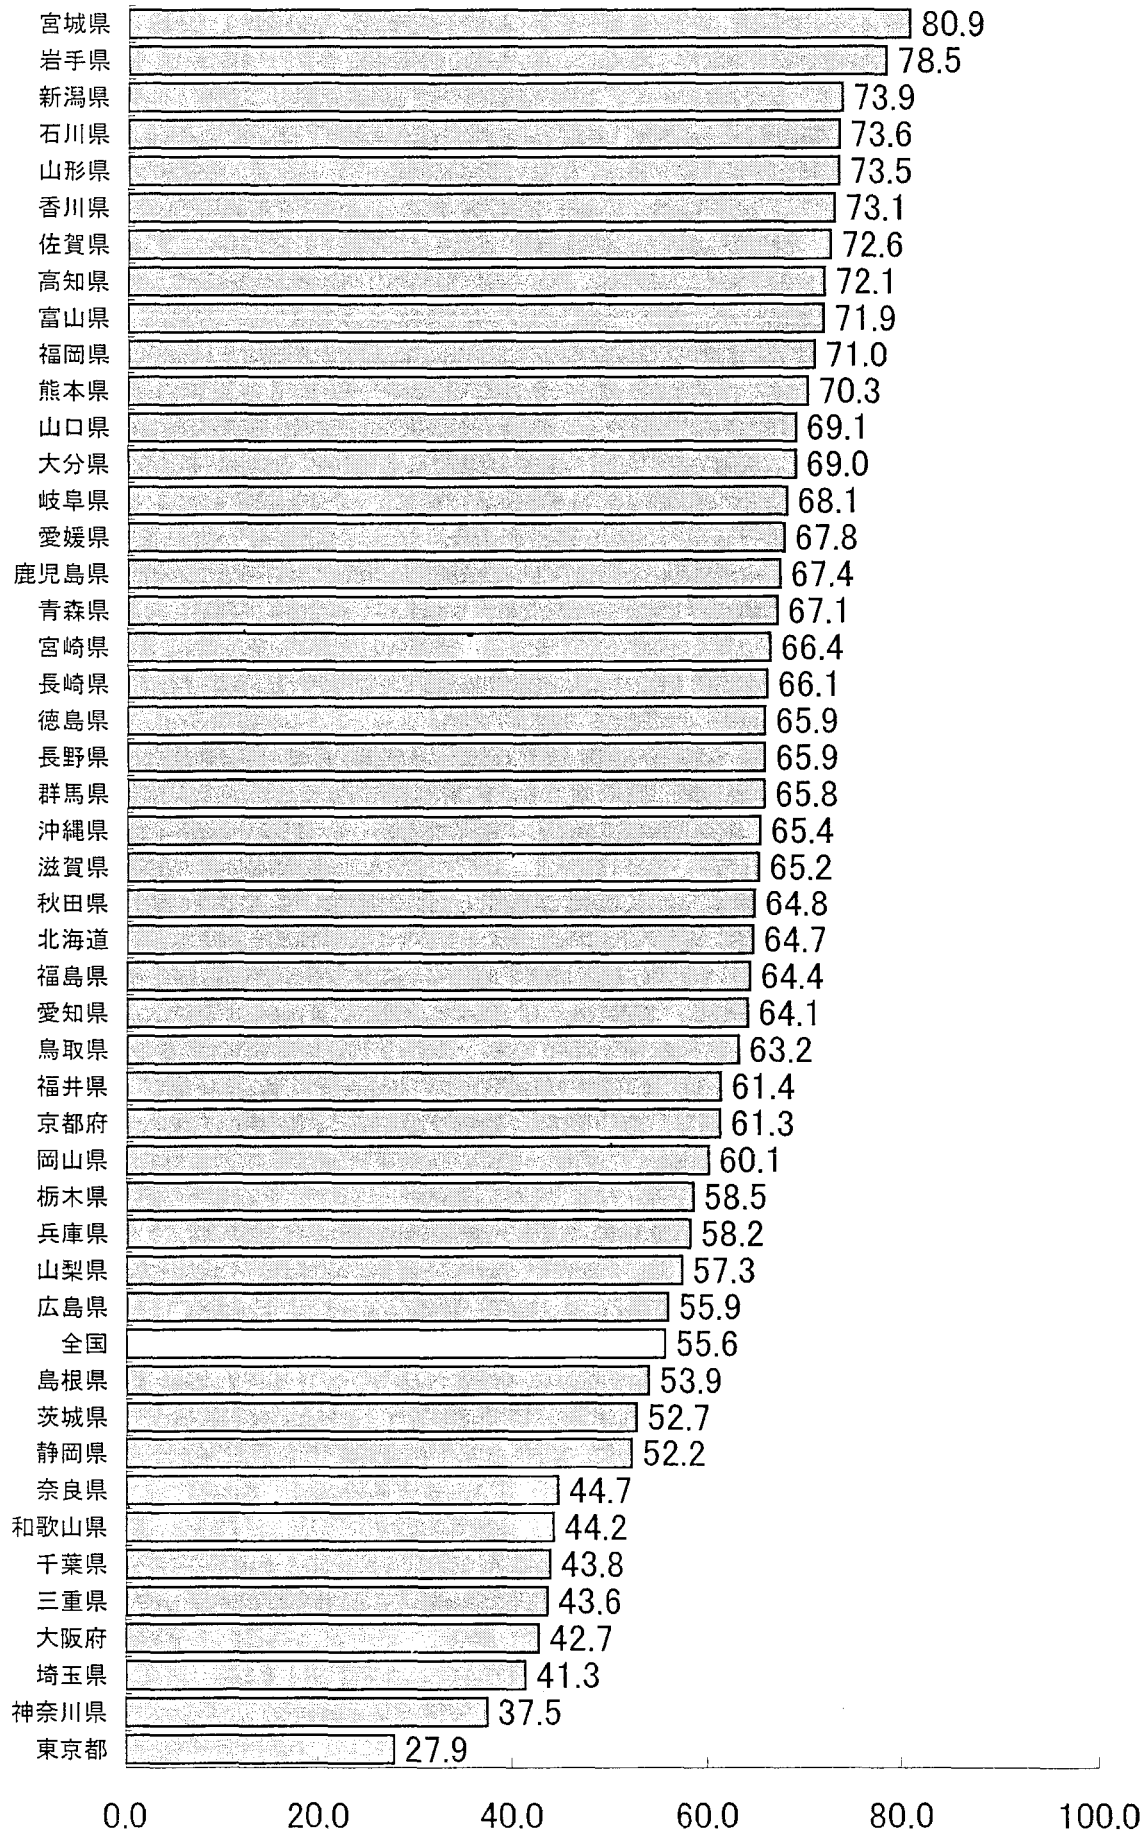 宮城県 80.9
岩手県 78.5
新潟県 73.9
石川県 73.6
山形県 73.5
香川県 73.1
佐賀県 72.6
高知県 72.1
富山県 71.9
福岡県 71.0
熊本県 70.3
山口県 69.1
大分県 69.0
岐阜県 68.1
愛媛県 67.8
鹿児島県 67.4
青森県 67.1
宮崎県 66.4
長崎県 66.1
徳島県 65.9
長野県 65.9
群馬県 65.8
沖縄県 65.4
滋賀県 65.2
秋田県 64.8
北海道 64.7
福島県 64.4
愛知県 64.1
鳥取県 63.2
福井県 61.4
京都府 61.3
岡山県 60.1
栃木県 58.5
兵庫県 58.2
山梨県 57.3
広島県 55.9
全国 55.6
島根県 53.9
茨城県 52.7
静岡県 52.2
奈良県 44.7
和歌山県 44.2
千葉県 43.8
三重県 43.6
大阪府 42.7
埼玉県 41.3
神奈川県 37.5
東京都 27.9
0.0 20.0 40.0 60.0 80.0 100.0